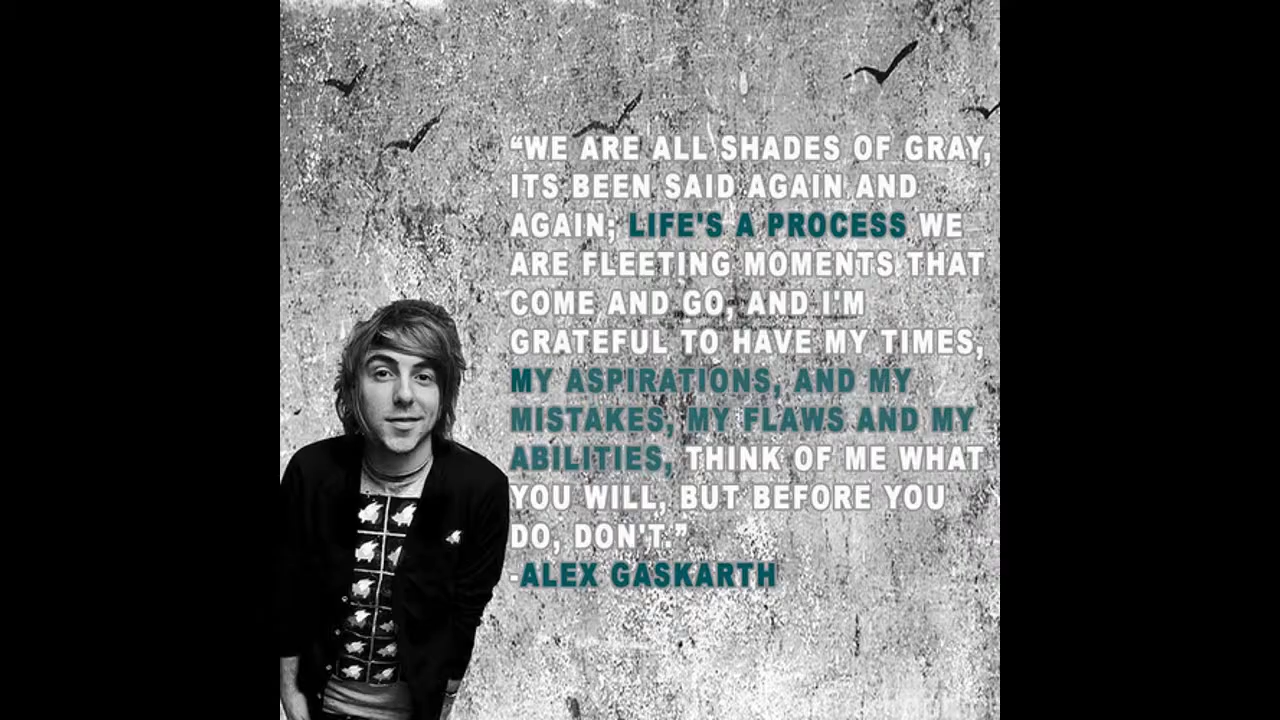 “WE ARE ALL SHADES OF GRAY,
ITS BEEN SAID AGAIN AND
AGAIN; LIFE'S A PROCESS WE
ARE FLEETING MOMENTS THAT
COME AND GO, AND I'M
GRATEFUL TO HAVE MY TIMES,
MY ASPIRATIONS, AND MY
MISTAKES, MY FLAWS AND MY
ABILITIES, THINK OF ME WHAT
YOU WILL, BUT BEFORE YOU
DO, DON'T.”
-ALEX GASKARTH